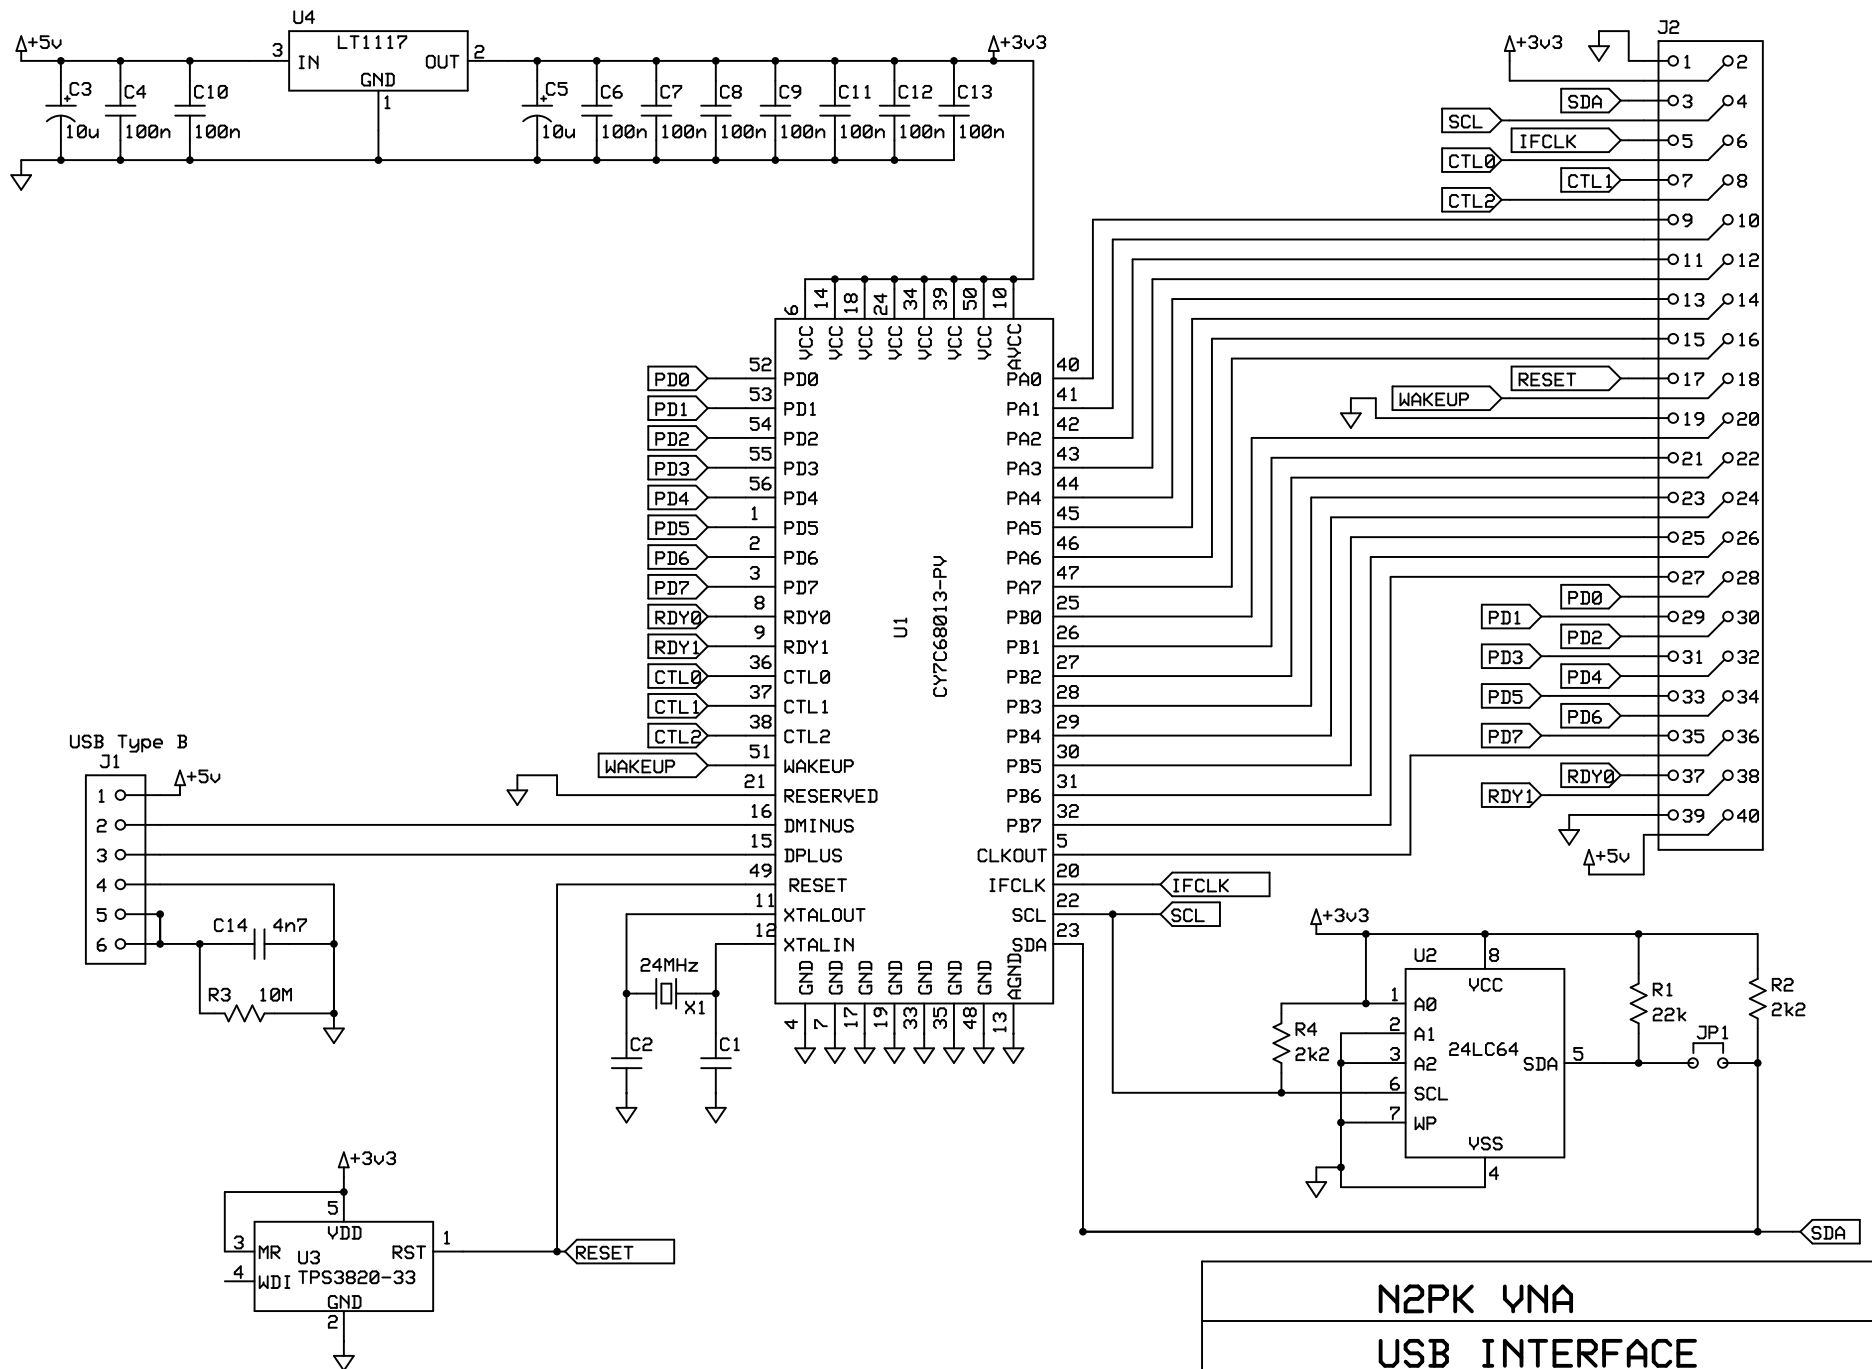 U4
LT1117
+5v
3
IN
OUT
2
GND
1
+3v3
C3
10u
C4
100n
C10
100n
C5
10u
C6
100n
C7
100n
C8
100n
C9
100n
C11
100n
C12
100n
C13
100n
J2
+3v3
1 2
SDA
3 4
SCL
IFCLK
5 6
CTL0
CTL1
7 8
CTL2
9 10
11 12
13 14
15 16
RESET
17 18
WAKEUP
19 20
21 22
23 24
25 26
27 28
PD0
PD1
29 30
PD2
PD3
31 32
PD4
PD5
33 34
PD6
PD7
35 36
RDY0
37 38
RDY1
39 40
+5v
6 14 18 24 34 39 50 10
VCC VCC VCC VCC VCC VCC VCC AVCC
PD0 52 PD0
PD1 53 PD1
PD2 54 PD2
PD3 55 PD3
PD4 56 PD4
PD5 1 PD5
PD6 2 PD6
PD7 3 PD7
RDY0 8 RDY0
RDY1 9 RDY1
CTL0 36 CTL0
CTL1 37 CTL1
CTL2 38 CTL2
WAKEUP 51 WAKEUP
21 RESERVED
16 DMINUS
15 DPLUS
49 RESET
11 XTALOUT
12 XTALIN
U1
CY7C68013-PV
PA0 40
PA1 41
PA2 42
PA3 43
PA4 44
PA5 45
PA6 46
PA7 47
PB0 25
PB1 26
PB2 27
PB3 28
PB4 29
PB5 30
PB6 31
PB7 32
CLKOUT 5
IFCLK 20 IFCLK
SCL 22 SCL
SDA 23
GND GND GND GND GND GND GND AGND
4 7 17 19 33 35 48 13
USB Type B
J1
+5v
1
2
3
4
5
6
C14 4n7
R3 10M
24MHz
X1
C2
C1
+3v3
5
VDD
3 MR
RST 1
U3
TPS3820-33
4 WDI
GND
2
RESET
+3v3
U2
8
VCC
1 A0
2 A1
3 A2
6 SCL
7 WP
24LC64
SDA 5
VSS
4
R4
2k2
R1
22k
R2
2k2
JP1
SDA
N2PK VNA
USB INTERFACE